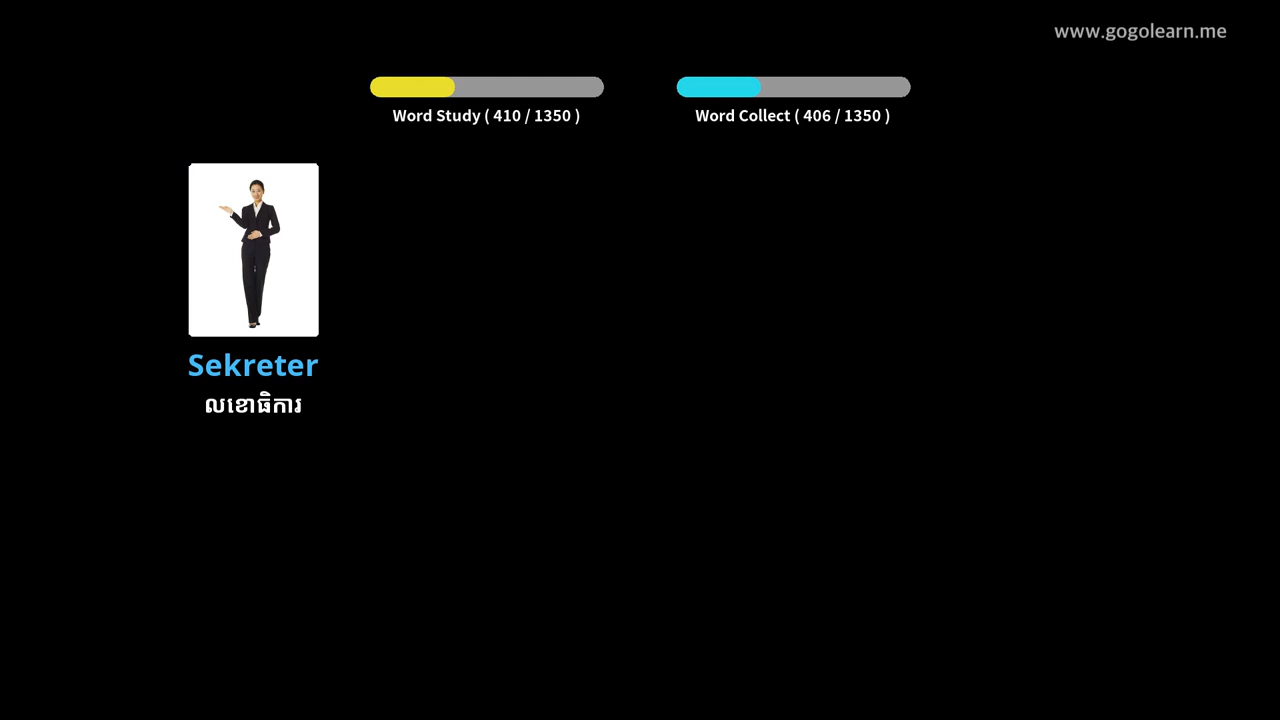 www.gogolearn.me
Word Study ( 410 / 1350 )
Word Collect ( 406 / 1350 )
Sekreter
លេខាធិការ